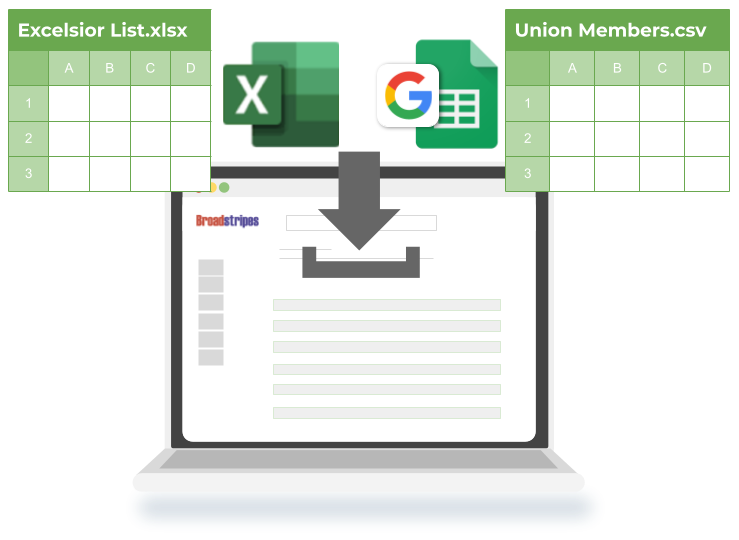 Excelsior List.xlsx
A B C D
1
2
3
X
G
Union Members.csv
A B C D
1
2
3
Broadstripes